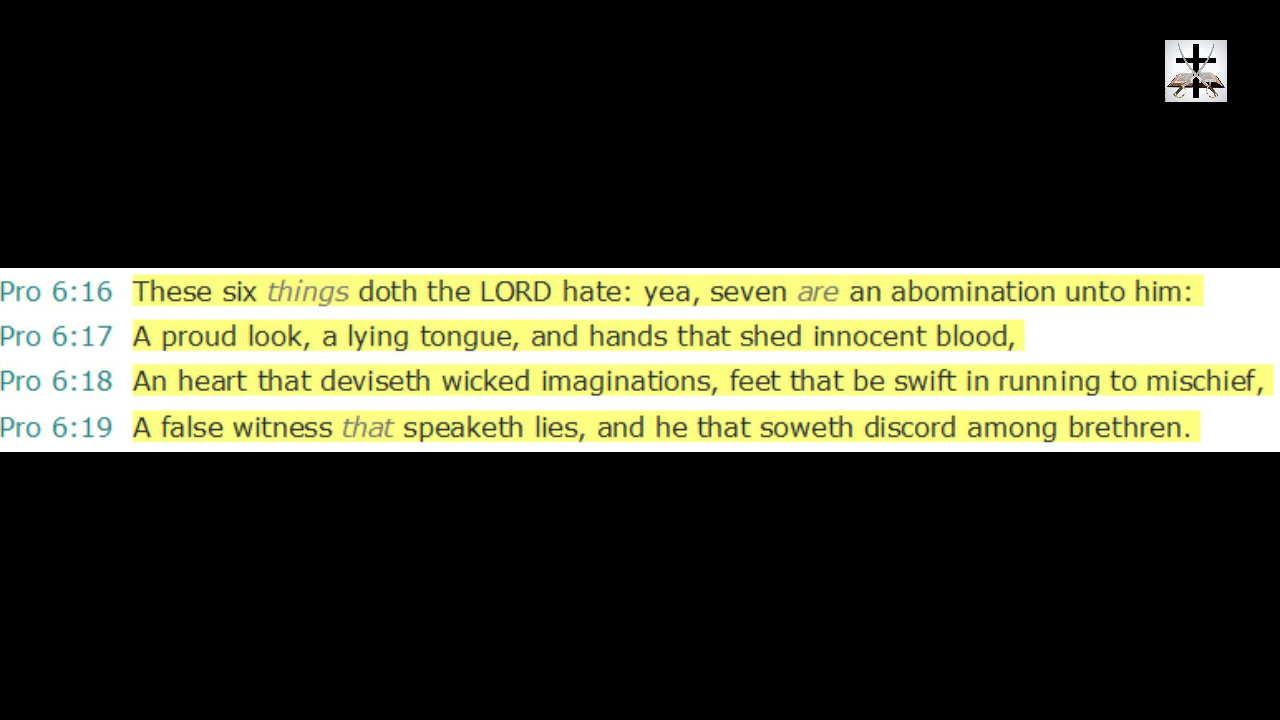 Pro 6:16 These six things doth the LORD hate: yea, seven are an abomination unto him:
Pro 6:17 A proud look, a lying tongue, and hands that shed innocent blood,
Pro 6:18 An heart that deviseth wicked imaginations, feet that be swift in running to mischief,
Pro 6:19 A false witness that speaketh lies, and he that soweth discord among brethren.